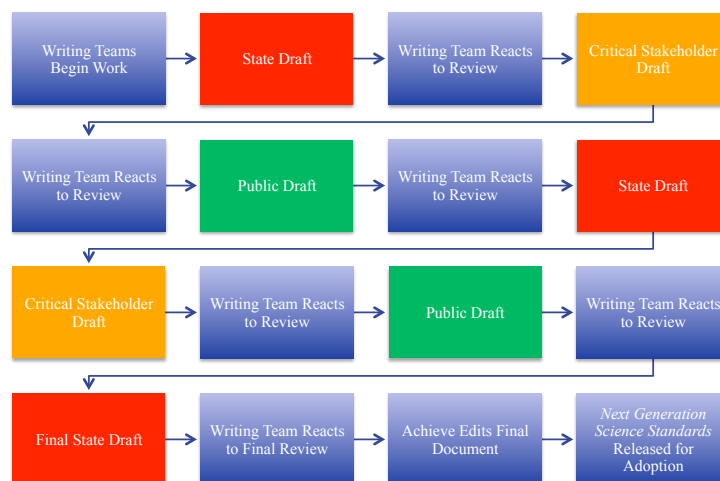 Writing Teams
Begin Work
State Draft
Writing Team Reacts
to Review
Critical Stakeholder
Draft
Writing Team Reacts
to Review
Public Draft
Writing Team Reacts
to Review
State Draft
Critical Stakeholder
Draft
Writing Team Reacts
to Review
Public Draft
Writing Team Reacts
to Review
Final State Draft
Writing Team Reacts
to Final Review
Achieve Edits Final
Document
Next Generation
Science Standards
Released for
Adoption